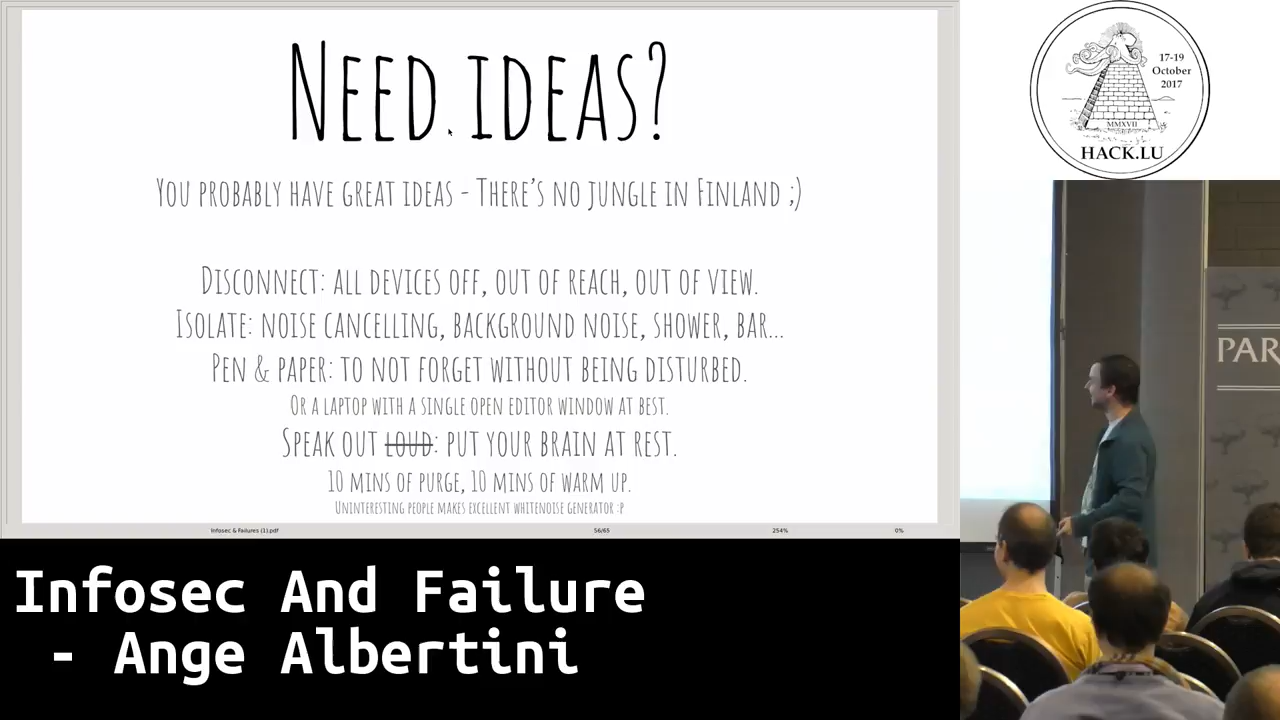 Need ideas?
You probably have great ideas - There's no jungle in Finland ;)
Disconnect: all devices off, out of reach, out of view.
Isolate: noise cancelling, background noise, shower, bar...
Pen & paper: to not forget without being disturbed.
Or a laptop with a single open editor window at best.
Speak out loud: put your brain at rest.
10 mins of purge, 10 mins of warm up.
Uninteresting people makes excellent whitenoise generator :p
Infosec & Failures (1).pdf 56/65 254% 0%
Infosec And Failure
- Ange Albertini
17-19
October
2017
MMXVII
HACK.LU
PAR